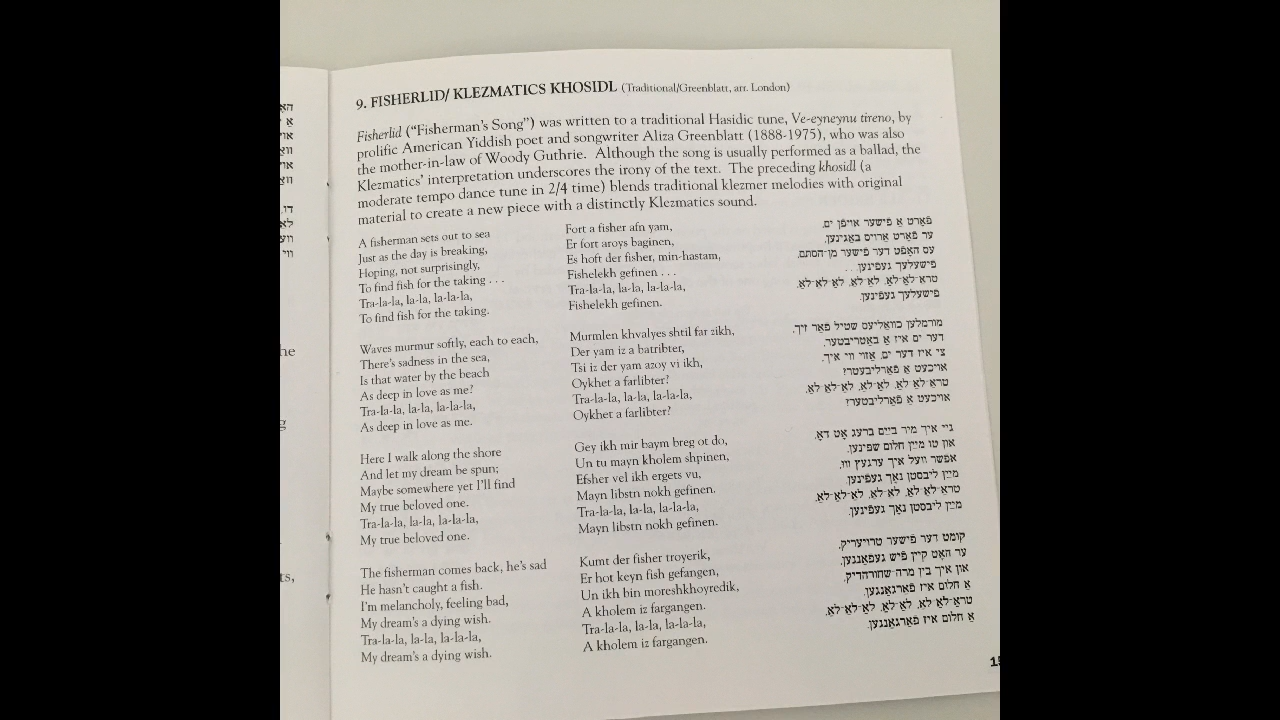 9. FISHERLID/ KLEZMATICS KHOSIDL (Traditional/Greenblatt, arr. London)
Fisherlid ("Fisherman's Song") was written to a traditional Hasidic tune, Ve-eyneynu tireno, by
prolific American Yiddish poet and songwriter Aliza Greenblatt (1888-1975), who was also
the mother-in-law of Woody Guthrie. Although the song is usually performed as a ballad, the
Klezmatics' interpretation underscores the irony of the text. The preceding khosidl (a
moderate tempo dance tune in 2/4 time) blends traditional klezmer melodies with original
material to create a new piece with a distinctly Klezmatics sound.
A fisherman sets out to sea
Just as the day is breaking,
Hoping, not surprisingly,
To find fish for the taking . . .
Tra-la-la, la-la, la-la-la,
To find fish for the taking.
Waves murmur softly, each to each,
There's sadness in the sea,
Is that water by the beach
As deep in love as me?
Tra-la-la, la-la, la-la-la,
As deep in love as me.
Here I walk along the shore
And let my dream be spun;
Maybe somewhere yet I'll find
My true beloved one.
Tra-la-la, la-la, la-la-la,
My true beloved one.
The fisherman comes back, he's sad
He hasn't caught a fish.
I'm melancholy, feeling bad,
My dream's a dying wish.
Tra-la-la, la-la, la-la-la,
My dream's a dying wish.
Fort a fisher afn yam,
Er fort aroys baginen,
Es hoft der fisher, min-hastam,
Fishelekh gefinen . . .
Tra-la-la, la-la, la-la-la,
Fishelekh gefinen.
Murmlen khvalyes shtil far zikh,
Der yam iz a batribter,
Tsi iz der yam azoy vi ikh,
Oykhet a farlibter?
Tra-la-la, la-la, la-la-la,
Oykhet a farlibter?
Gey ikh mir baym breg ot do,
Un tu mayn kholem shpinen,
Efsher vel ikh ergets vu,
Mayn libstn nokh gefinen.
Tra-la-la, la-la, la-la-la,
Mayn libstn nokh gefinen.
Kumt der fisher troyerik,
Er hot keyn fish gefangen,
Un ikh bin moreshkhoyredik,
A kholem iz fargangen.
Tra-la-la, la-la, la-la-la,
A kholem iz fargangen.
פֿאָרט אַ פֿישער אױפֿן ים,
ער פֿאָרט אַרױס באַגינען,
עס האָפֿט דער פֿישער מן־הסתּם,
פֿישעלעך געפֿינען. . .
טראַ־לאַ־לאַ, לאַ־לאַ, לאַ־לאַ־לאַ,
פֿישעלעך געפֿינען.
מורמלען כװאַליעס שטיל פֿאַר זיך,
דער ים איז אַ באַטריבטער,
צי איז דער ים, אַזױ װי איך,
אױכעט אַ פֿאַרליבטער?
טראַ־לאַ לאַ, לאַ־לאַ, לאַ־לאַ־לאַ,
אױכעט אַ פֿאַרליבטער?
גײ איך מיר בײַם ברעג אָט דאָ,
און טו מײַן חלום שפּינען,
אפשר װעל איך ערגעץ װוּ,
מײַן ליבסטן נאָך געפֿינען.
טראַ־לאַ לאַ, לאַ־לאַ, לאַ־לאַ־לאַ,
מײַן ליבסטן נאָך געפֿינען.
קומט דער פֿישער טרױעריק,
ער האָט קײן פֿיש געפֿאַנגען,
און איך בין מרה־שחורהדיק,
אַ חלום איז פֿאַרגאַנגען.
טראַ־לאַ לאַ, לאַ־לאַ, לאַ־לאַ־לאַ,
אַ חלום איז פֿאַרגאַנגען.